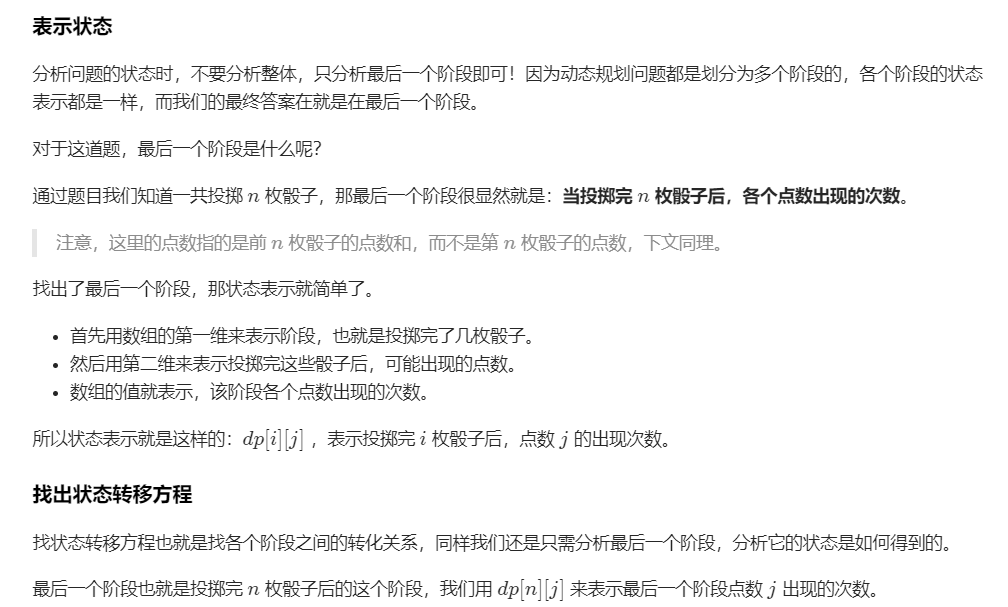 表示状态
分析问题的状态时，不要分析整体，只分析最后一个阶段即可！因为动态规划问题都是划分为多个阶段的，各个阶段的状态
表示都是一样，而我们的最终答案在就是在最后一个阶段。
对于这道题，最后一个阶段是什么呢？
通过题目我们知道一共投掷 n 枚骰子，那最后一个阶段很显然就是：当投掷完 n 枚骰子后，各个点数出现的次数。
注意，这里的点数指的是前 n 枚骰子的点数和，而不是第 n 枚骰子的点数，下文同理。
找出了最后一个阶段，那状态表示就简单了。
• 首先用数组的第一维来表示阶段，也就是投掷完了几枚骰子。
• 然后用第二维来表示投掷完这些骰子后，可能出现的点数。
• 数组的值就表示，该阶段各个点数出现的次数。
所以状态表示就是这样的：dp[i][j] ，表示投掷完 i 枚骰子后，点数 j 的出现次数。
找出状态转移方程
找状态转移方程也就是找各个阶段之间的转化关系，同样我们还是只需分析最后一个阶段，分析它的状态是如何得到的。
最后一个阶段也就是投掷完 n 枚骰子后的这个阶段，我们用 dp[n][j] 来表示最后一个阶段点数 j 出现的次数。